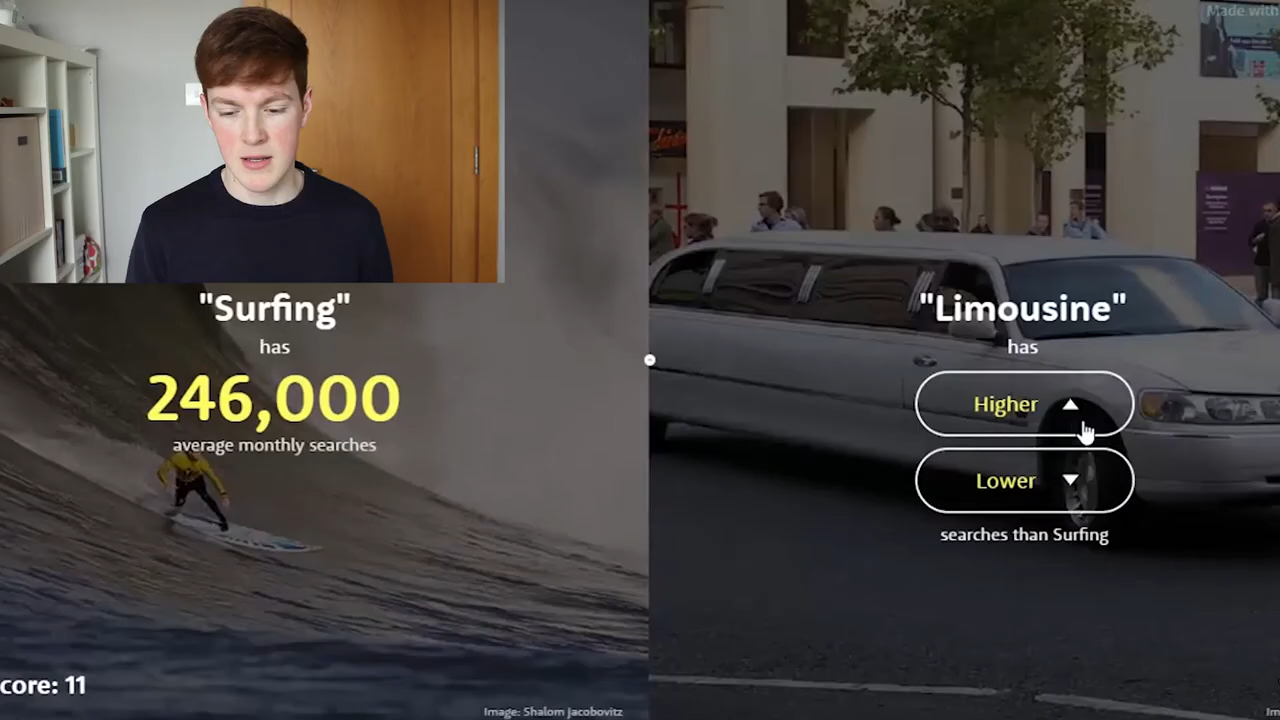 Made with
"Surfing"
has
246,000
average monthly searches
"Limousine"
has
Higher
Lower
searches than Surfing
core: 11
Image: Shalom Jacobovitz
Im